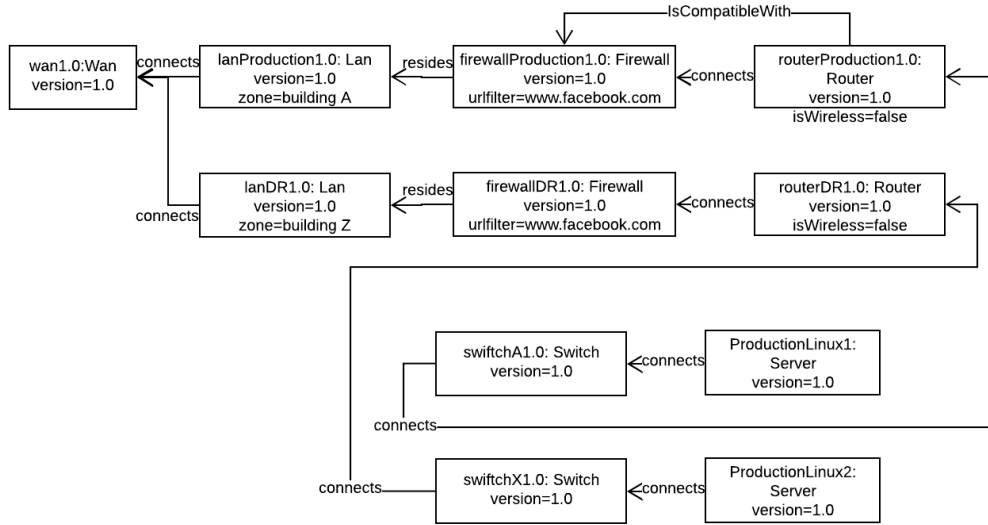 IsCompatibleWith
wan1.0:Wan
version=1.0
connects
lanProduction1.0: Lan
version=1.0
zone=building A
resides
firewallProduction1.0: Firewall
version=1.0
urlfilter=www.facebook.com
connects
routerProduction1.0:
Router
version=1.0
isWireless=false
connects
lanDR1.0: Lan
version=1.0
zone=building Z
resides
firewallDR1.0: Firewall
version=1.0
urlfilter=www.facebook.com
connects
routerDR1.0: Router
version=1.0
isWireless=false
swiftchA1.0: Switch
version=1.0
connects
ProductionLinux1:
Server
version=1.0
connects
swiftchX1.0: Switch
version=1.0
connects
ProductionLinux2:
Server
version=1.0
connects